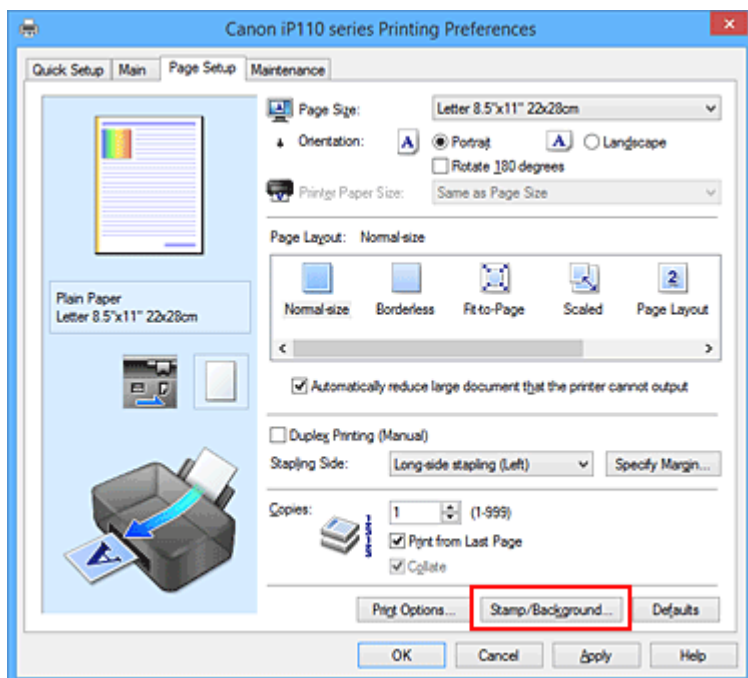 Canon iP110 series Printing Preferences
Quick Setup Main Page Setup Maintenance
Page Size: Letter 8.5"x11" 22x28cm
Orientation: A Portrait A Landscape
Rotate 180 degrees
Printer Paper Size: Same as Page Size
Page Layout: Normal-size
2
Normal-size Borderless Fit-to-Page Scaled Page Layout
Plain Paper
Letter 8.5"x11" 22x28cm
Automatically reduce large document that the printer cannot output
Duplex Printing (Manual)
Stapling Side: Long-side stapling (Left) Specify Margin...
Copies: 1 (1-999)
Print from Last Page
Collate
A
Print Options... Stamp/Background... Defaults
OK Cancel Apply Help